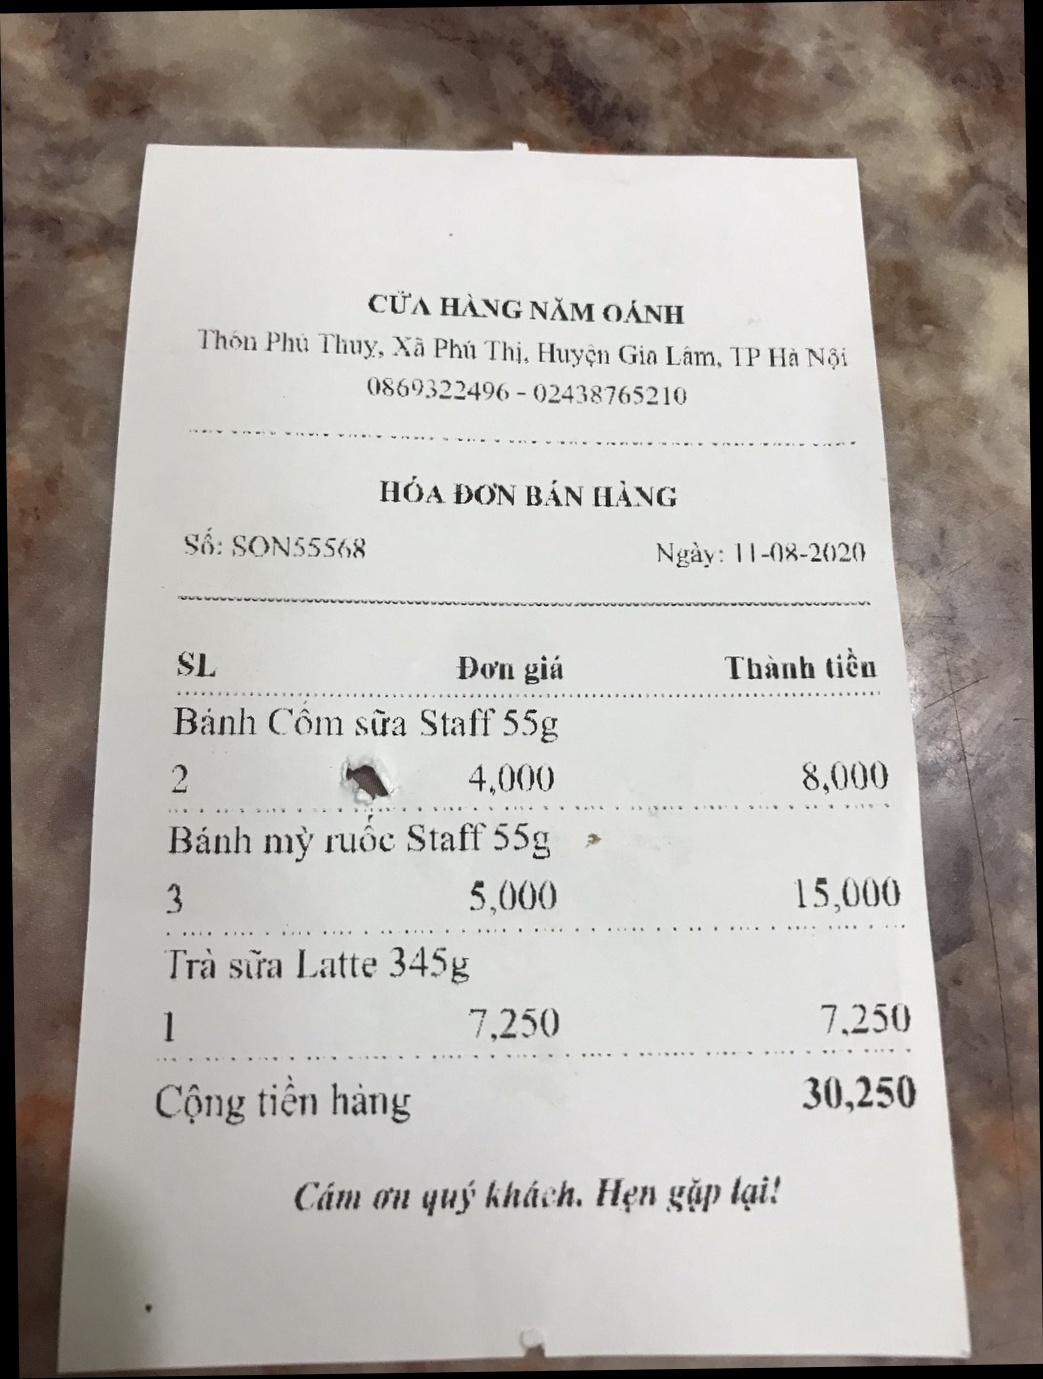 CỬA HÀNG NĂM OÁNH
Thôn Phú Thụy, Xã Phú Thị, Huyện Gia Lâm, TP Hà Nội
0869322496 - 02438765210
HÓA ĐƠN BÁN HÀNG
Số: SON55568 Ngày: 11-08-2020
SL Đơn giá Thành tiền
Bánh Cốm sữa Staff 55g
2 4,000 8,000
Bánh mỳ ruốc Staff 55g
3 5,000 15,000
Trà sữa Latte 345g
1 7,250 7,250
Cộng tiền hàng 30,250
Cám ơn quý khách. Hẹn gặp lại!